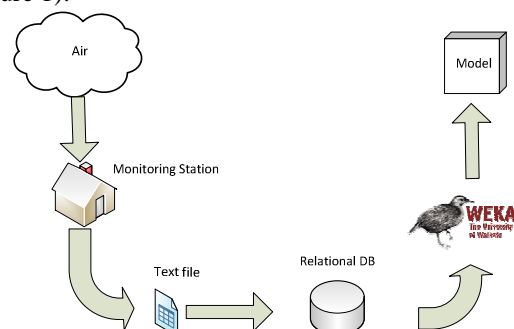 Air
Model
Monitoring Station
WEKA
The University
of Waikato
Relational DB
Text file